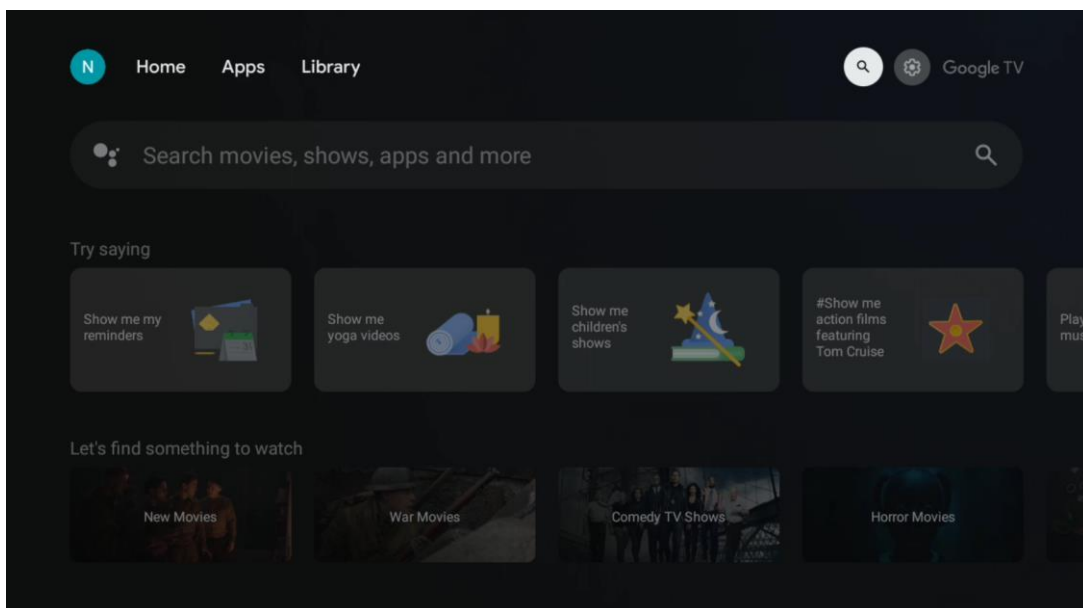 N Home Apps Library Google TV
Search movies, shows, apps and more
Try saying
Show me my
reminders
Show me
yoga videos
Show me
children's
shows
#Show me
action films
featuring
Tom Cruise
Play
Let's find something to watch
New Movies
War Movies
Comedy TV Shows
Horror Movies